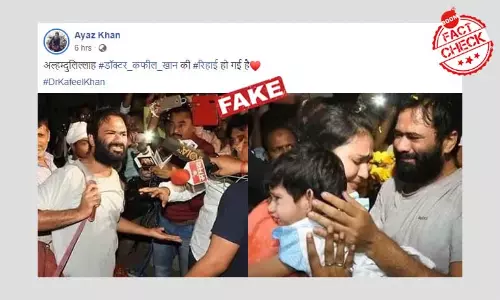 Ayaz Khan
6 hrs
अल्हम्दुलिल्लाह #डॉक्टर_कफील_खान की #रिहाई हो गई है
#DrKafeelKhan
FAKE
FACT
CHECK